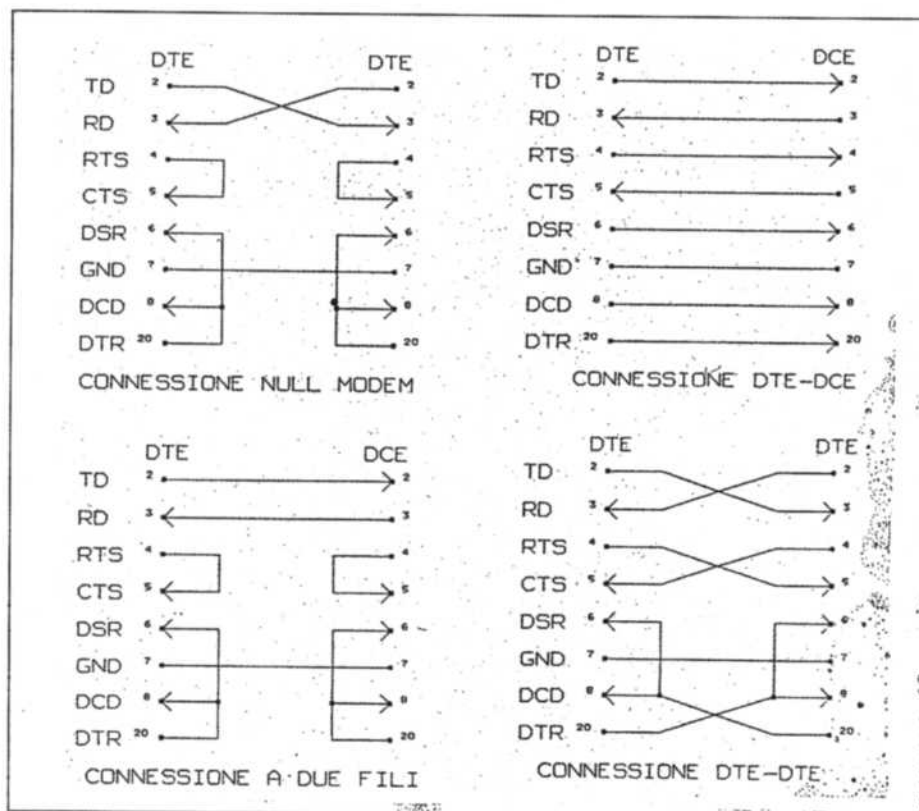 DTE DTE
TD 2 2
RD 3 3
RTS 4 4
CTS 5 5
DSR 6 6
GND 7 7
DCD 8 8
DTR 20 20
CONNESSIONE NULL MODEM
DTE DCE
TD 2 2
RD 3 3
RTS 4 4
CTS 5 5
DSR 6 6
GND 7 7
DCD 8 8
DTR 20 20
CONNESSIONE DTE-DCE
DTE DCE
TD 2 2
RD 3 3
RTS 4 4
CTS 5 5
DSR 6 6
GND 7 7
DCD 8 8
DTR 20 20
CONNESSIONE A DUE FILI
DTE DTE
TD 2 2
RD 3 3
RTS 4 4
CTS 5 5
DSR 6 6
GND 7 7
DCD 8 8
DTR 20 20
CONNESSIONE DTE-DTE